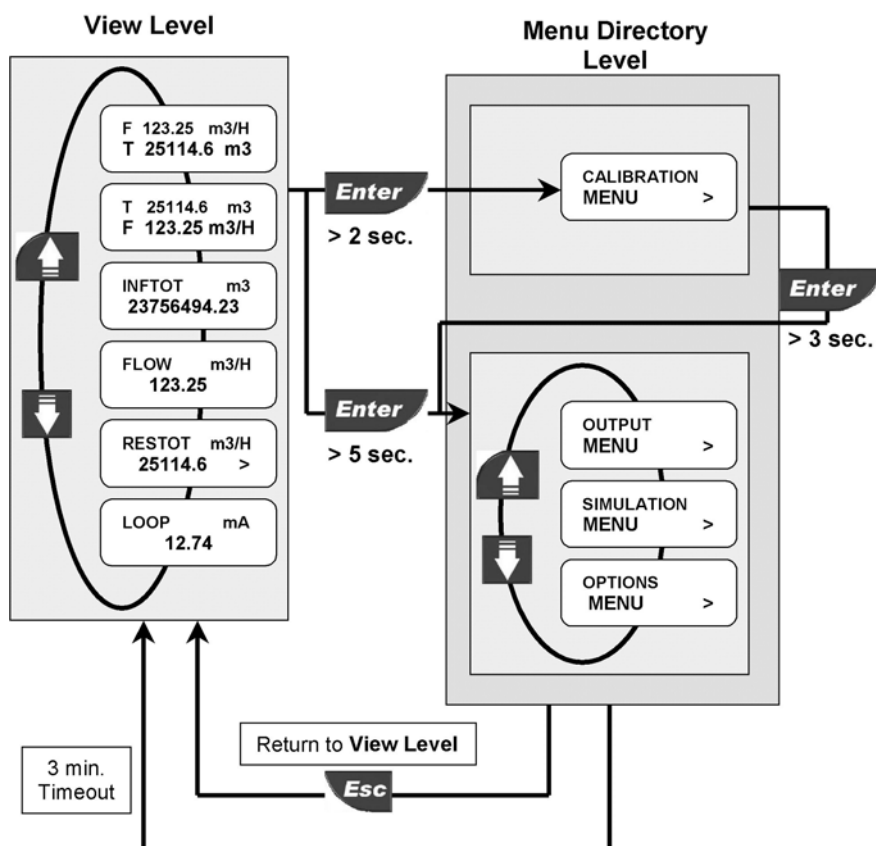 View Level
Menu Directory
Level
F 123.25 m3/H
T 25114.6 m3
T 25114.6 m3
F 123.25 m3/H
INFTOT m3
23756494.23
FLOW m3/H
123.25
RESTOT m3/H
25114.6 >
LOOP mA
12.74
Enter
> 2 sec.
Enter
> 5 sec.
CALIBRATION
MENU >
Enter
> 3 sec.
OUTPUT
MENU >
SIMULATION
MENU >
OPTIONS
MENU >
Return to View Level
Esc
3 min.
Timeout